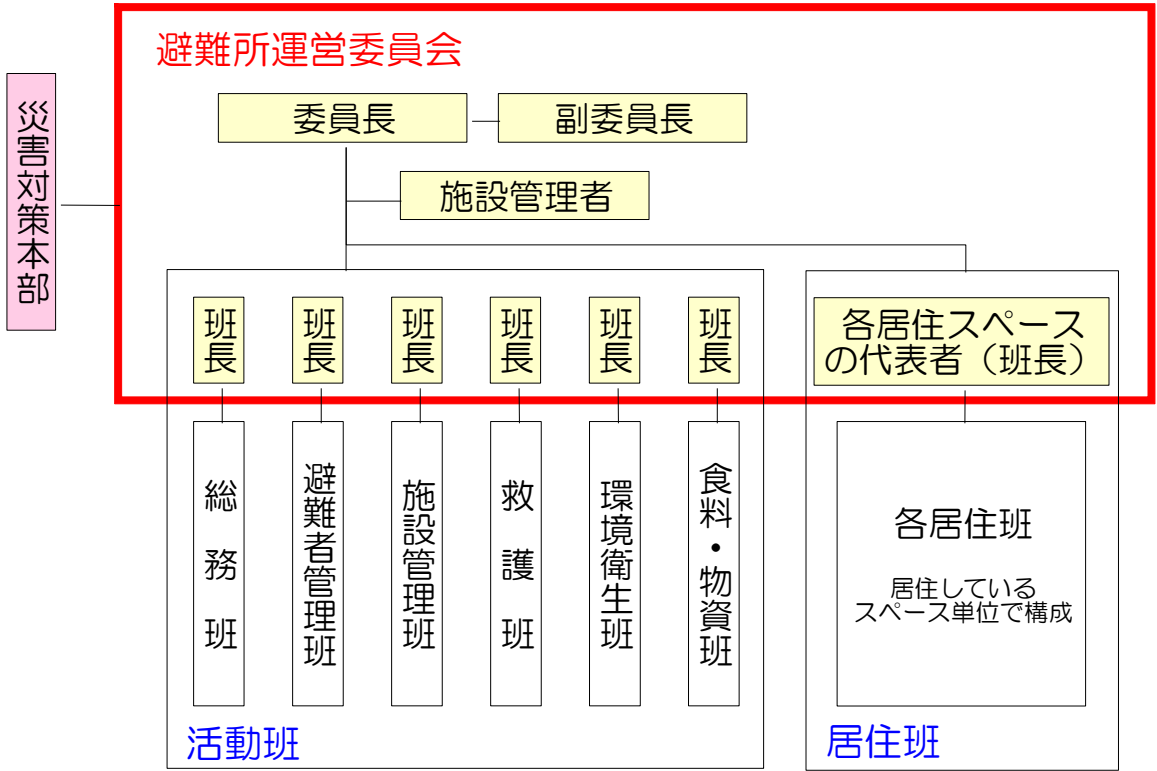 避難所運営委員会
災害対策本部
委員長
副委員長
施設管理者
班長
班長
班長
班長
班長
班長
各居住スペース
の代表者（班長）
総務班
避難者管理班
施設管理班
救護班
環境衛生班
食料・物資班
各居住班
居住している
スペース単位で構成
活動班
居住班